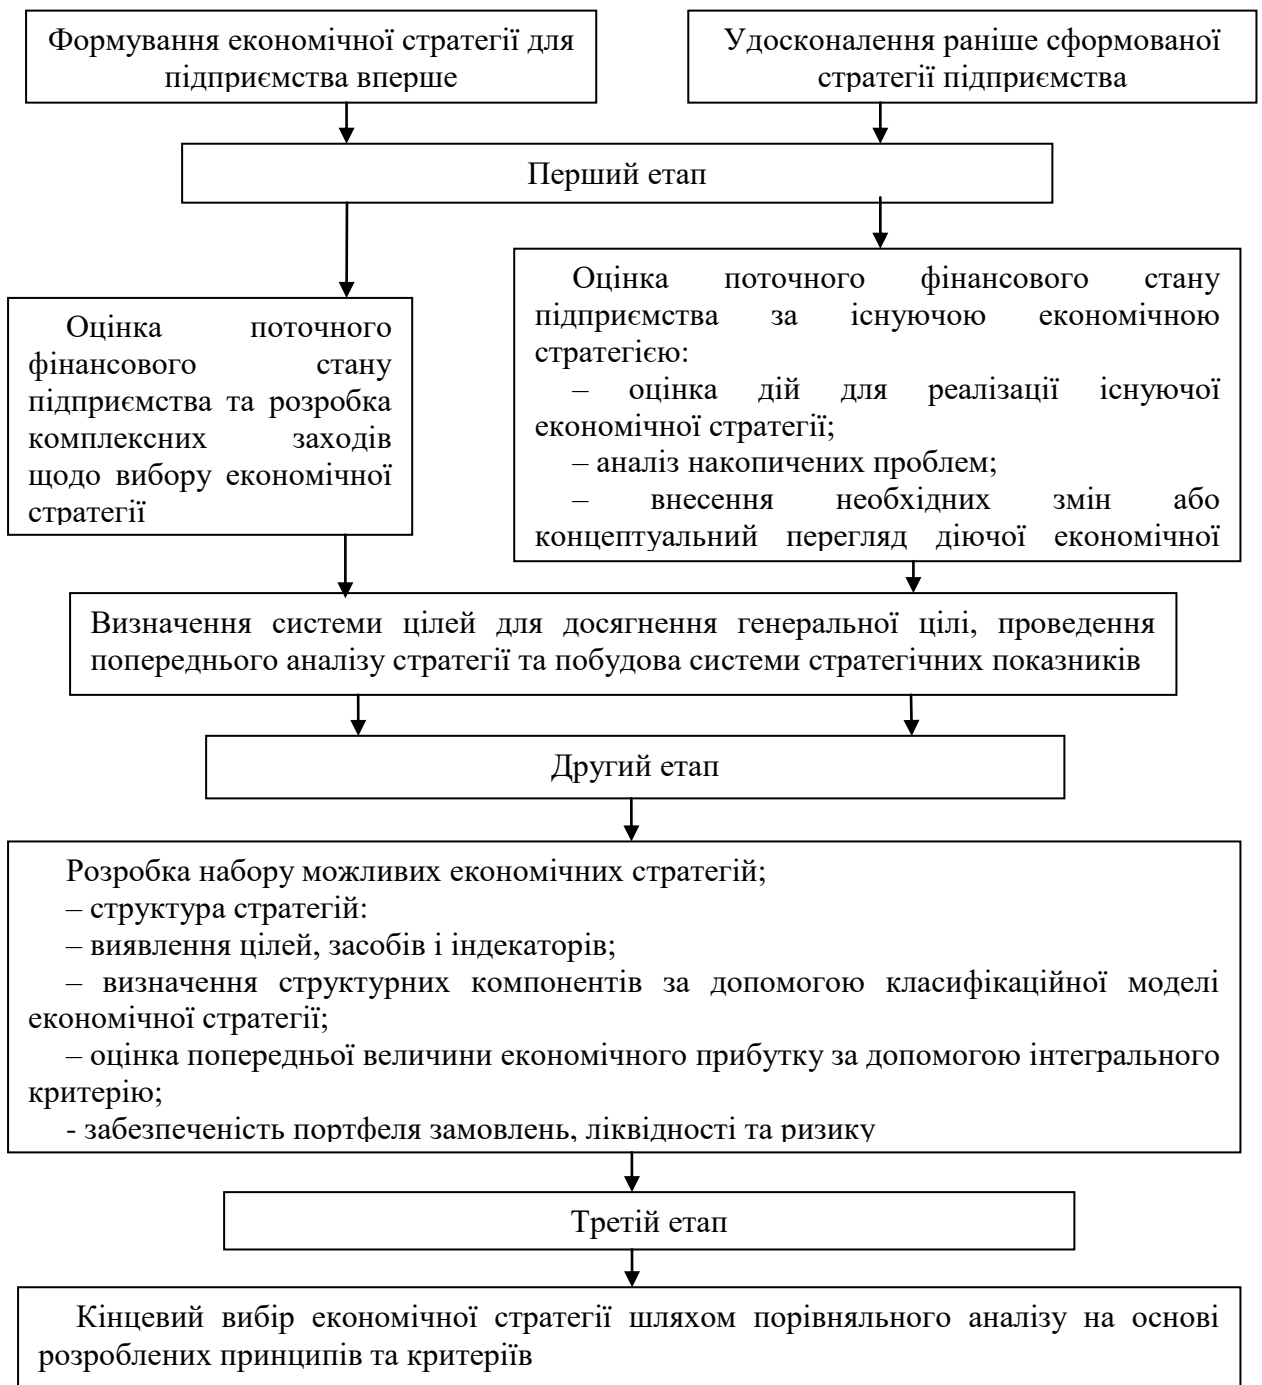 Формування економічної стратегії для
підприємства вперше
Удосконалення раніше сформованої
стратегії підприємства
Перший етап
Оцінка поточного
фінансового стану
підприємства та розробка
комплексних заходів
щодо вибору економічної
стратегії
Оцінка поточного фінансового стану
підприємства за існуючою економічною
стратегією:
– оцінка дій для реалізації існуючої
економічної стратегії;
– аналіз накопичених проблем;
– внесення необхідних змін або
концептуальний перегляд діючої економічної
Визначення системи цілей для досягнення генеральної цілі, проведення
попереднього аналізу стратегії та побудова системи стратегічних показників
Другий етап
Розробка набору можливих економічних стратегій;
– структура стратегій:
– виявлення цілей, засобів і індекаторів;
– визначення структурних компонентів за допомогою класифікаційної моделі
економічної стратегії;
– оцінка попередньої величини економічного прибутку за допомогою інтегрального
критерію;
- забезпеченість портфеля замовлень, ліквідності та ризику
Третій етап
Кінцевий вибір економічної стратегії шляхом порівняльного аналізу на основі
розроблених принципів та критеріїв